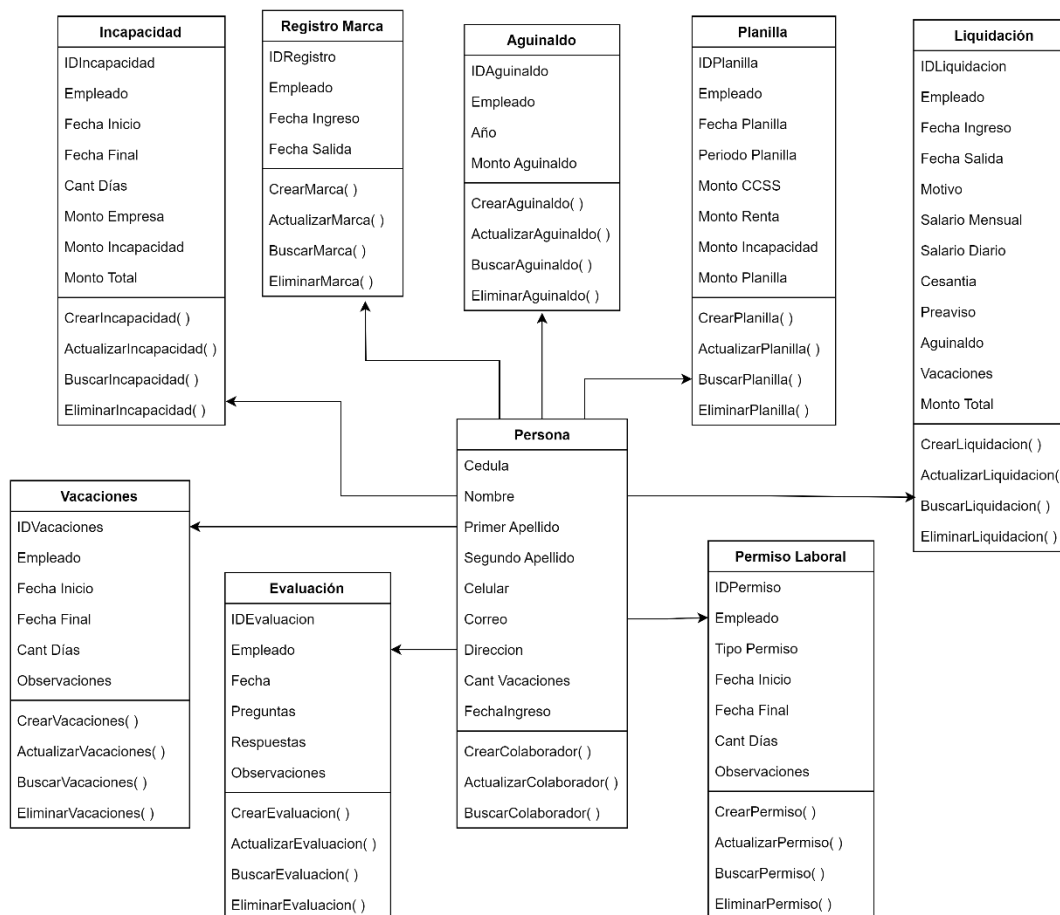 Incapacidad
IDIncapacidad
Empleado
Fecha Inicio
Fecha Final
Cant Días
Monto Empresa
Monto Incapacidad
Monto Total
CrearIncapacidad( )
ActualizarIncapacidad( )
BuscarIncapacidad( )
EliminarIncapacidad( )
Registro Marca
IDRegistro
Empleado
Fecha Ingreso
Fecha Salida
CrearMarca( )
ActualizarMarca( )
BuscarMarca( )
EliminarMarca( )
Aguinaldo
IDAguinaldo
Empleado
Año
Monto Aguinaldo
CrearAguinaldo( )
ActualizarAguinaldo( )
BuscarAguinaldo( )
EliminarAguinaldo( )
Planilla
IDPlanilla
Empleado
Fecha Planilla
Periodo Planilla
Monto CCSS
Monto Renta
Monto Incapacidad
Monto Planilla
CrearPlanilla( )
ActualizarPlanilla( )
BuscarPlanilla( )
EliminarPlanilla( )
Liquidación
IDLiquidacion
Empleado
Fecha Ingreso
Fecha Salida
Motivo
Salario Mensual
Salario Diario
Cesantia
Preaviso
Aguinaldo
Vacaciones
Monto Total
CrearLiquidacion( )
ActualizarLiquidacion(
BuscarLiquidacion( )
EliminarLiquidacion( )
Vacaciones
IDVacaciones
Empleado
Fecha Inicio
Fecha Final
Cant Días
Observaciones
CrearVacaciones( )
ActualizarVacaciones( )
BuscarVacaciones( )
EliminarVacaciones( )
Evaluación
IDEvaluacion
Empleado
Fecha
Preguntas
Respuestas
Observaciones
CrearEvaluacion( )
ActualizarEvaluacion( )
BuscarEvaluacion( )
EliminarEvaluacion( )
Persona
Cedula
Nombre
Primer Apellido
Segundo Apellido
Celular
Correo
Direccion
Cant Vacaciones
FechaIngreso
CrearColaborador( )
ActualizarColaborador( )
BuscarColaborador( )
Permiso Laboral
IDPermiso
Empleado
Tipo Permiso
Fecha Inicio
Fecha Final
Cant Días
Observaciones
CrearPermiso( )
ActualizarPermiso( )
BuscarPermiso( )
EliminarPermiso( )